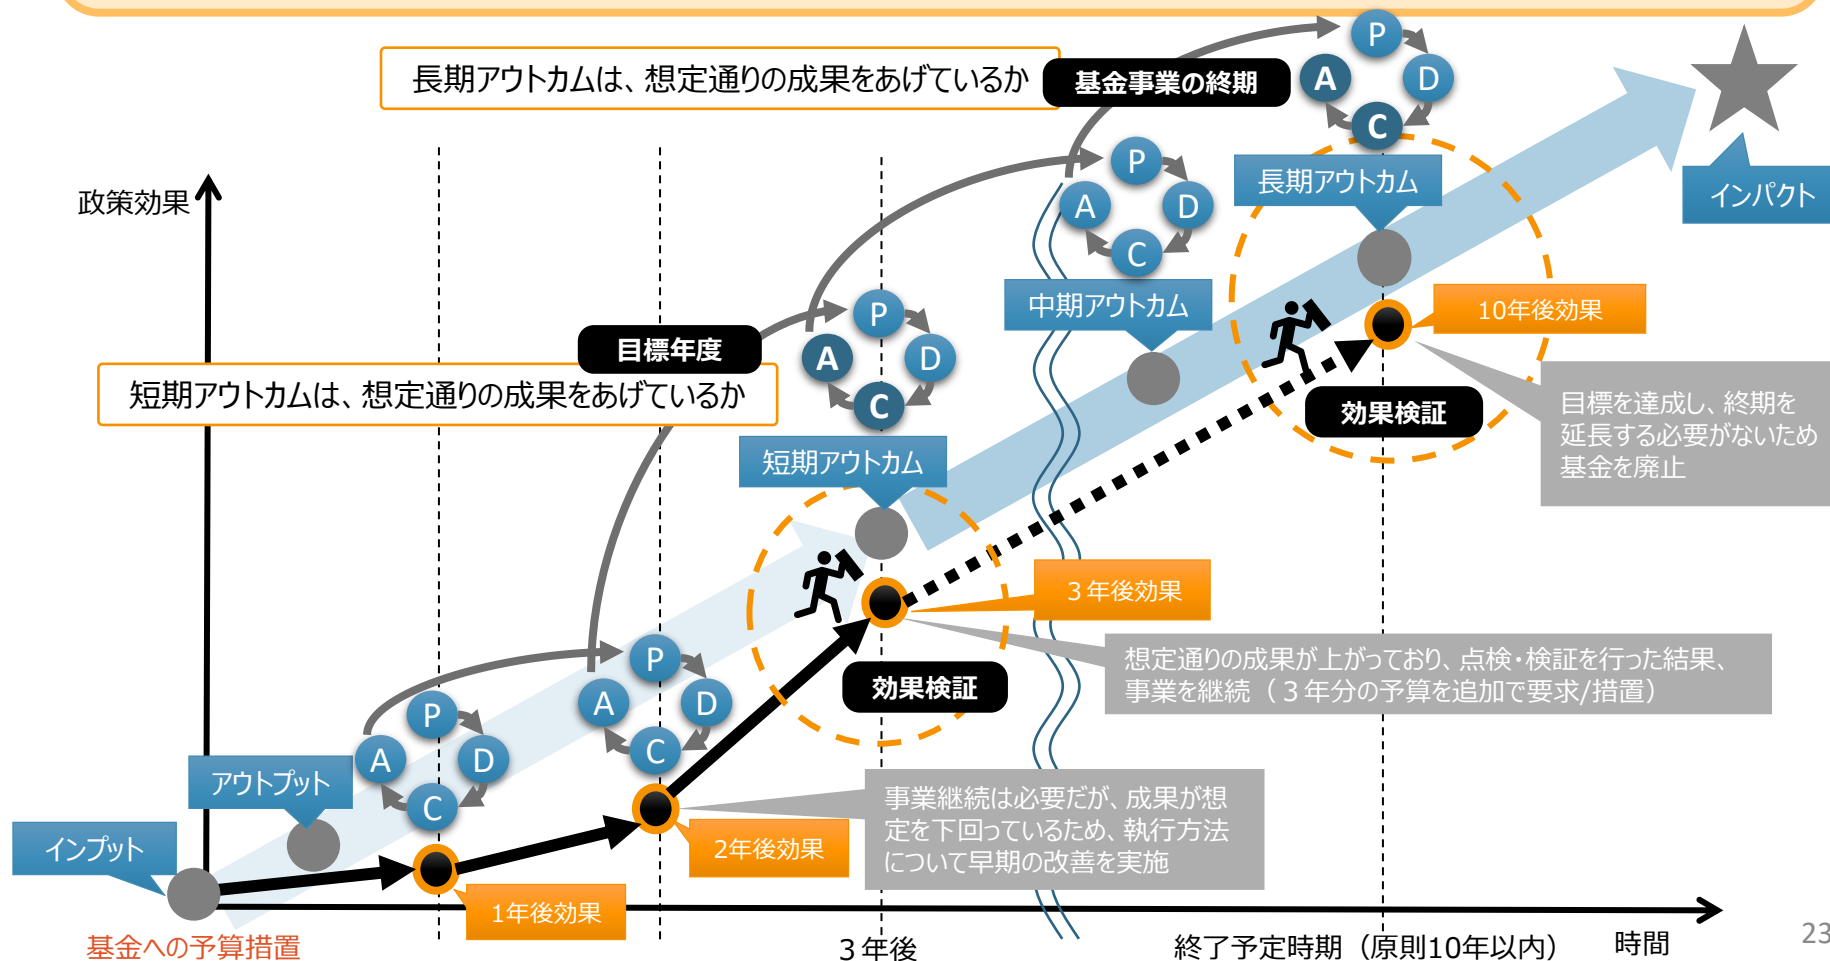 長期アウトカムは、想定通りの成果をあげているか
基金事業の終期
P
D
A
C
長期アウトカム
インパクト
政策効果
P
D
A
C
中期アウトカム
10年後効果
目標年度
短期アウトカムは、想定通りの成果をあげているか
P
D
A
C
短期アウトカム
効果検証
目標を達成し、終期を
延長する必要がないため
基金を廃止
3年後効果
想定通りの成果が上がっており、点検・検証を行った結果、
事業を継続（３年分の予算を追加で要求/措置）
効果検証
P
D
A
C
P
D
A
C
アウトプット
インプット
事業継続は必要だが、成果が想
定を下回っているため、執行方法
について早期の改善を実施
2年後効果
1年後効果
基金への予算措置
３年後
終了予定時期（原則10年以内）
時間
23